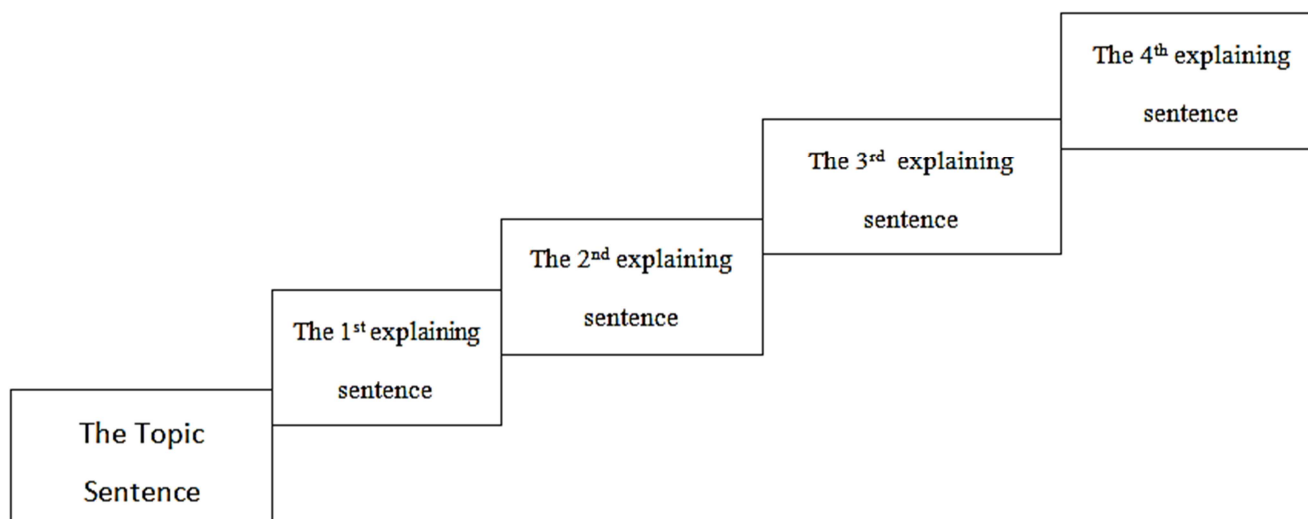 The Topic
Sentence
The 1st explaining
sentence
The 2nd explaining
sentence
The 3rd explaining
sentence
The 4th explaining
sentence